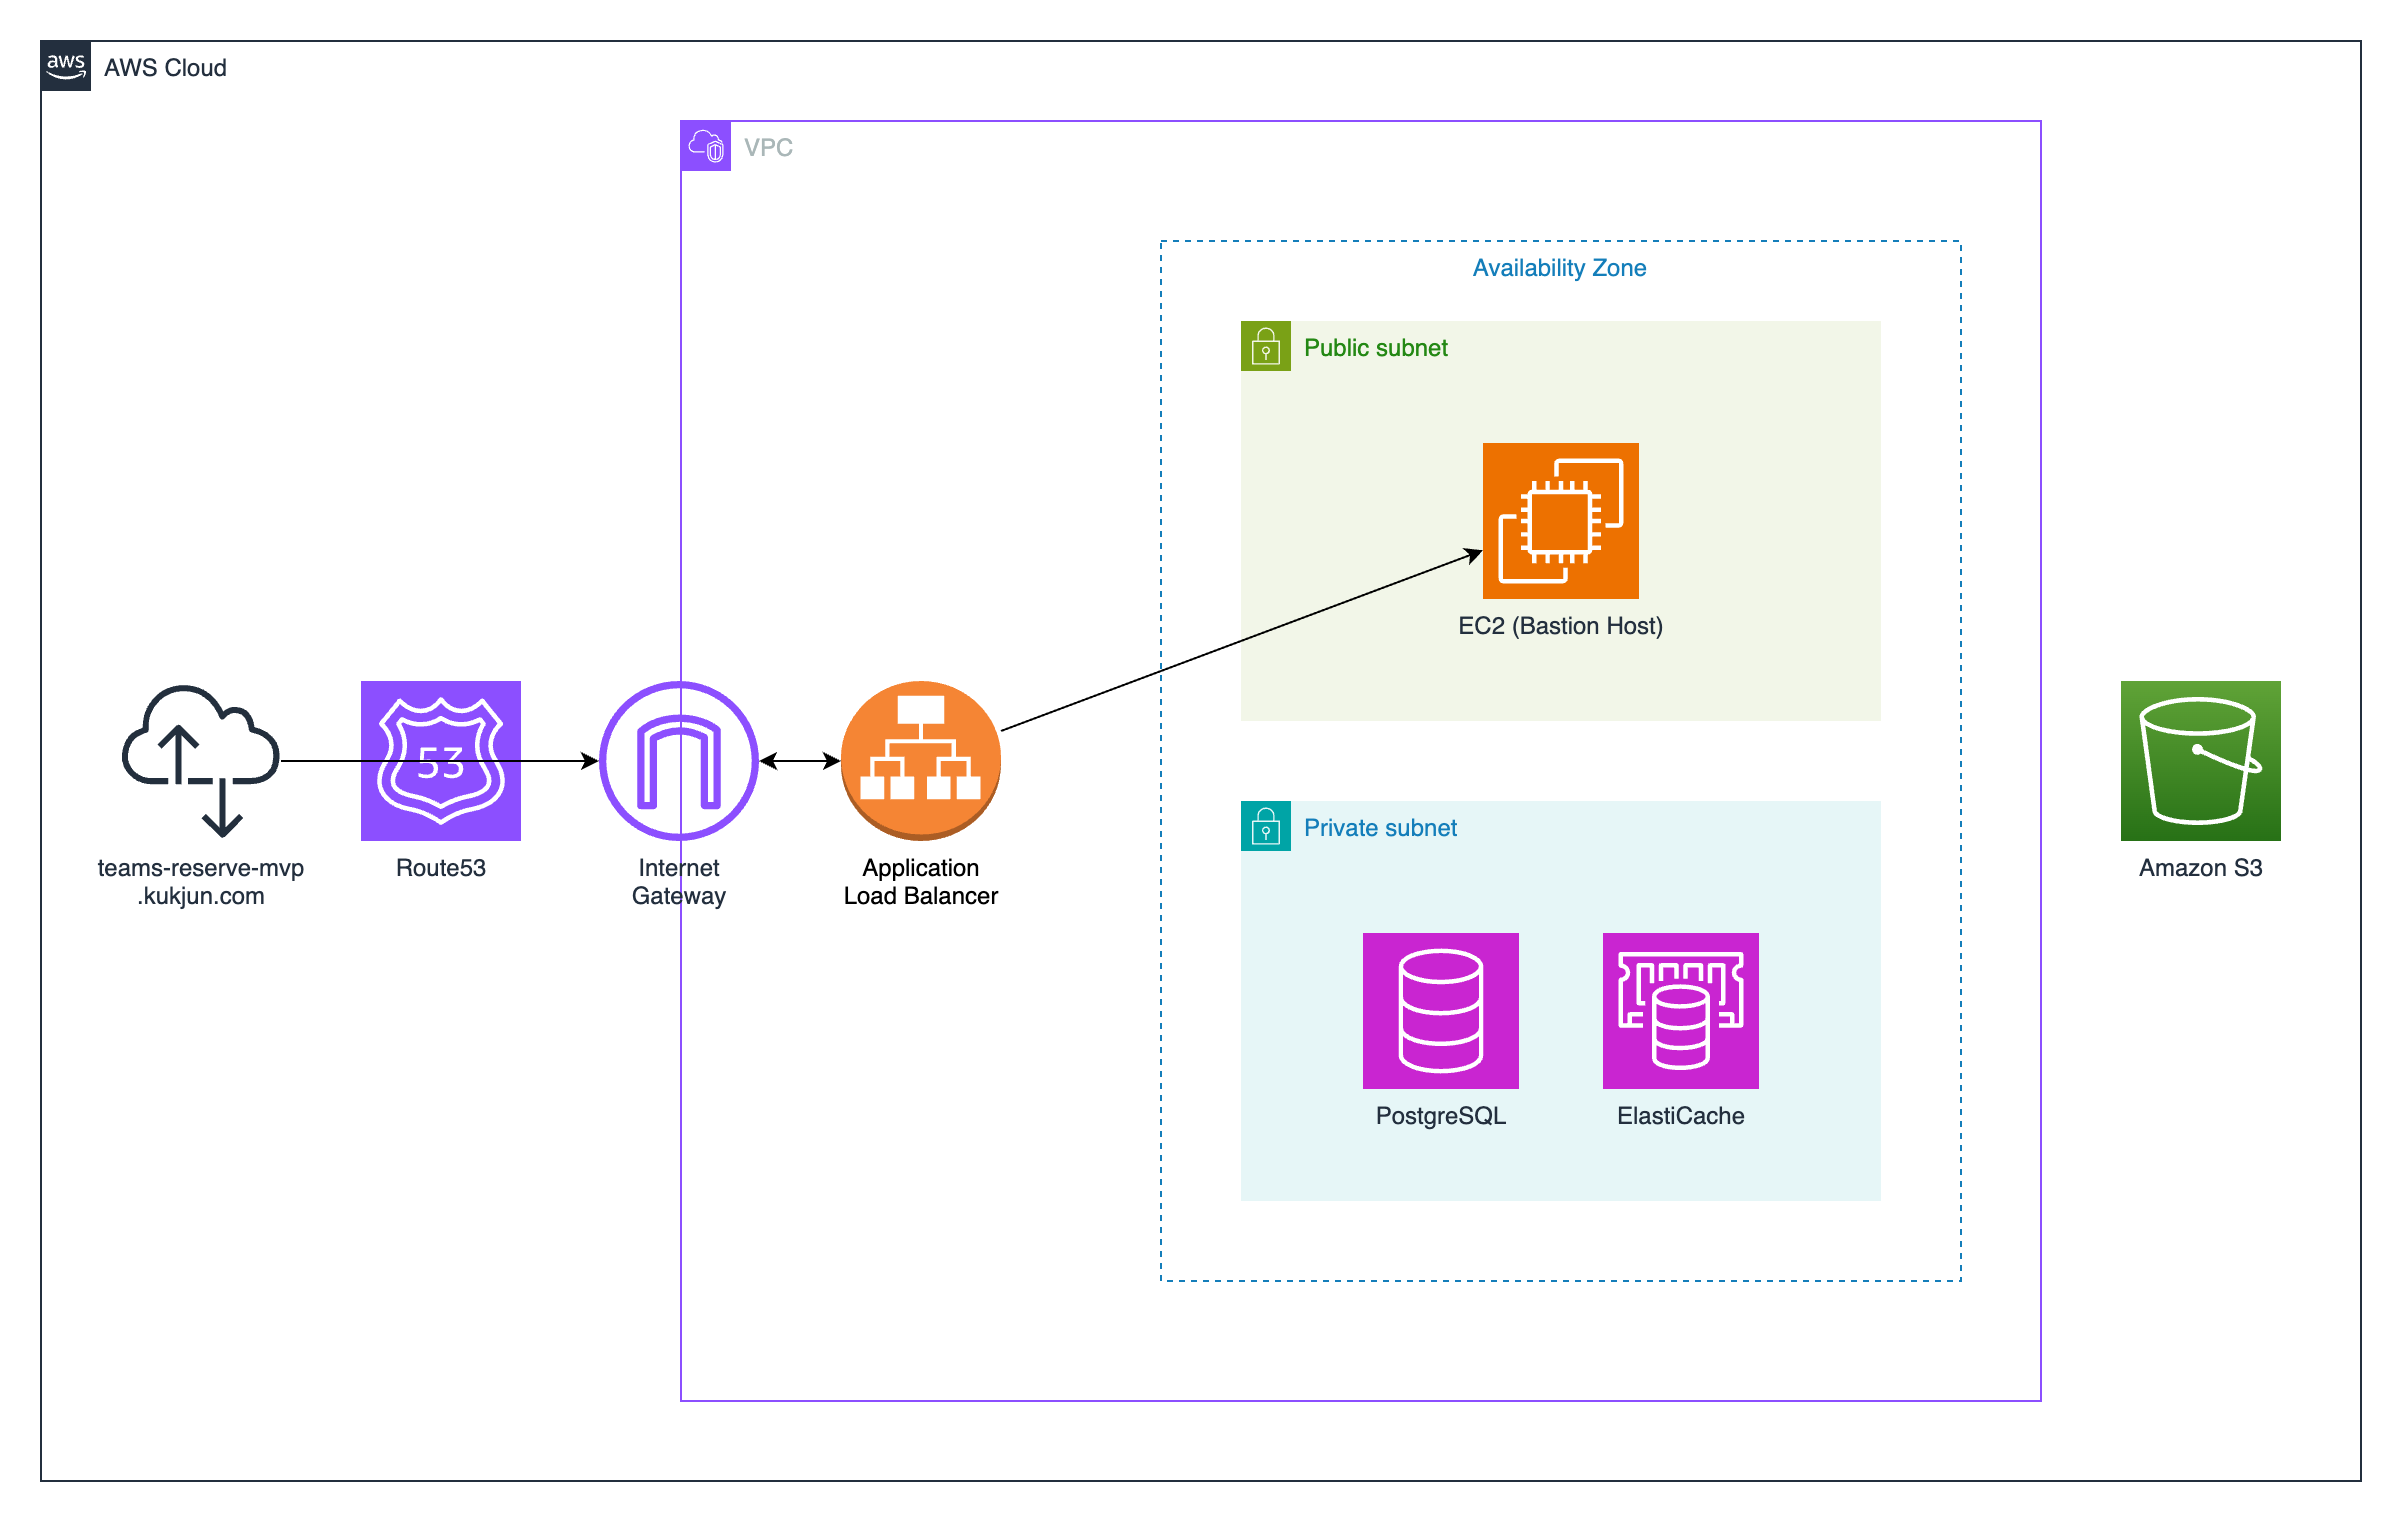 aws
AWS Cloud
VPC
Availability Zone
Public subnet
EC2 (Bastion Host)
53
teams-reserve-mvp
.kukjun.com
Route53
Internet
Gateway
Application
Load Balancer
Private subnet
PostgreSQL
ElastiCache
Amazon S3